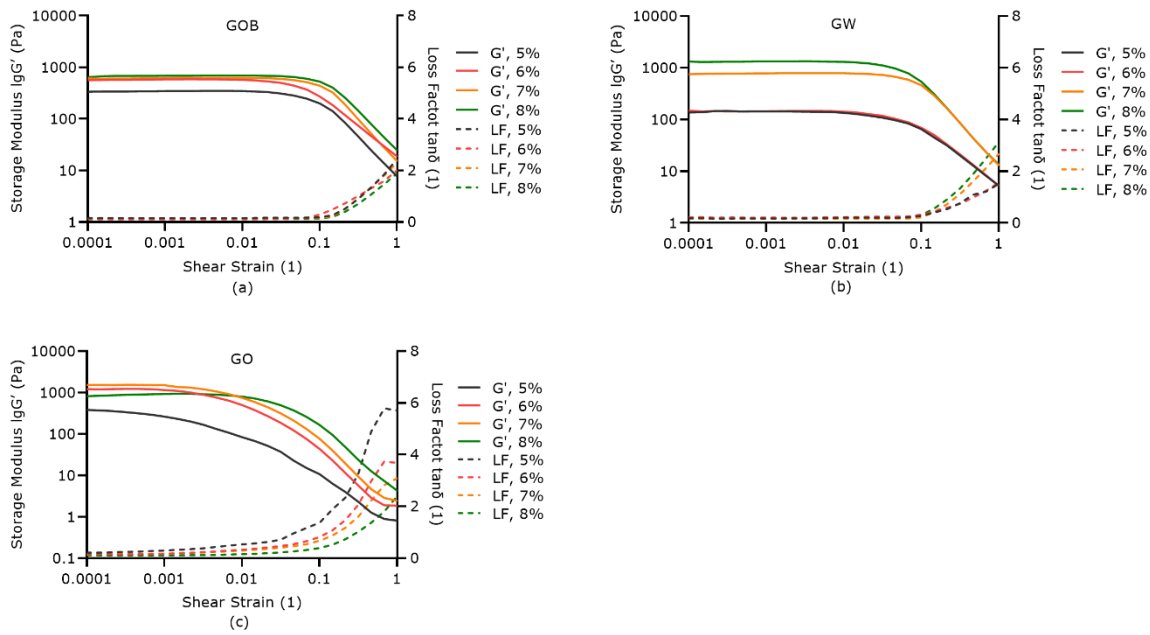 GOB
Storage Modulus lgG′ (Pa)
10000
1000
100
10
1
8
6
4
2
0
Loss Factot tanδ (1)
0.0001
0.001
0.01
0.1
1
Shear Strain (1)
(a)
G', 5%
G', 6%
G', 7%
G', 8%
LF, 5%
LF, 6%
LF, 7%
LF, 8%
GW
Storage Modulus lgG′ (Pa)
10000
1000
100
10
1
8
6
4
2
0
Loss Factot tanδ (1)
0.0001
0.001
0.01
0.1
1
Shear Strain (1)
(b)
G', 5%
G', 6%
G', 7%
G', 8%
LF, 5%
LF, 6%
LF, 7%
LF, 8%
GO
Storage Modulus lgG′ (Pa)
10000
1000
100
10
1
0.1
8
6
4
2
0
Loss Factot tanδ (1)
0.0001
0.001
0.01
0.1
1
Shear Strain (1)
(c)
G', 5%
G', 6%
G', 7%
G', 8%
LF, 5%
LF, 6%
LF, 7%
LF, 8%